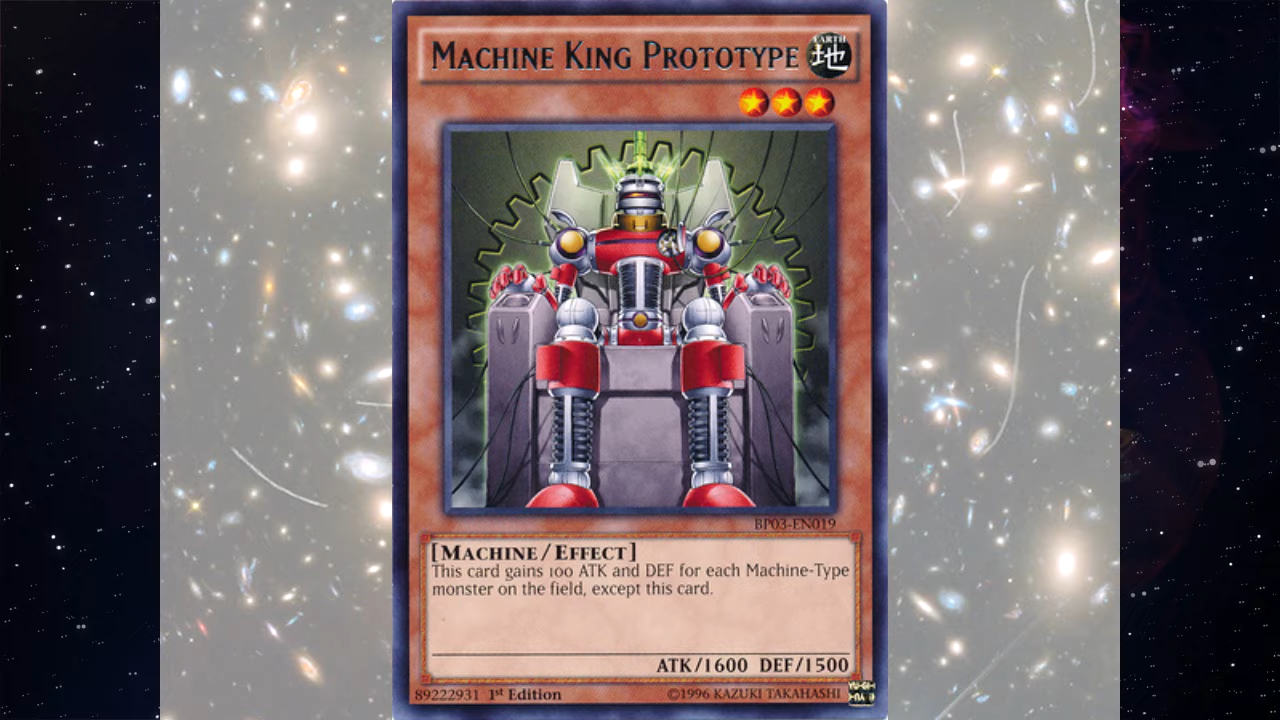 MACHINE KING PROTOTYPE
EARTH
地
BP03-EN019
[MACHINE/EFFECT]
This card gains 100 ATK and DEF for each Machine-Type
monster on the field, except this card.
ATK/1600 DEF/1500
89222931 1st Edition
©1996 KAZUKI TAKAHASHI